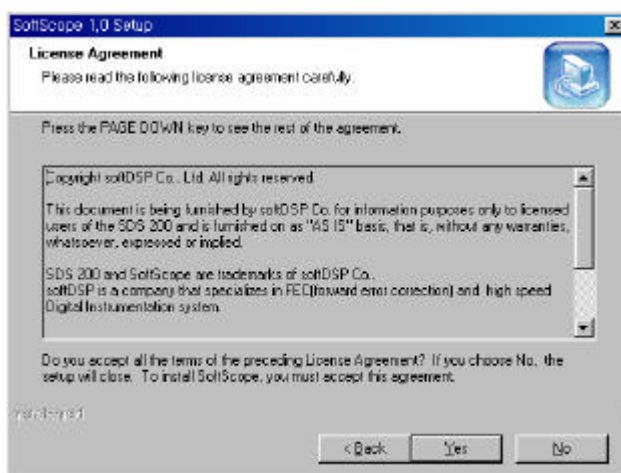 SoftScope 1,0 Setup
License Agreement
Please read the following license agreement carefully.
Press the PAGE DOWN key to see the rest of the agreement.
Copyright softDSP Co., Ltd. All rights reserved.
This document is being furnished by softDSP Co. for information purposes only to licensed
users of the SDS 200 and is furnished on as "AS IS" basis, that is, without any warranties,
whatsoever, expressed or implied.
SDS 200 and SoftScope are trademarks of softDSP Co..
softDSP is a company that specializes in FEC(forward error correction) and high speed
Digital Instrumentation system.
Do you accept all the terms of the preceding License Agreement? If you choose No, the
setup will close. To install SoftScope, you must accept this agreement.
< Back
Yes
No